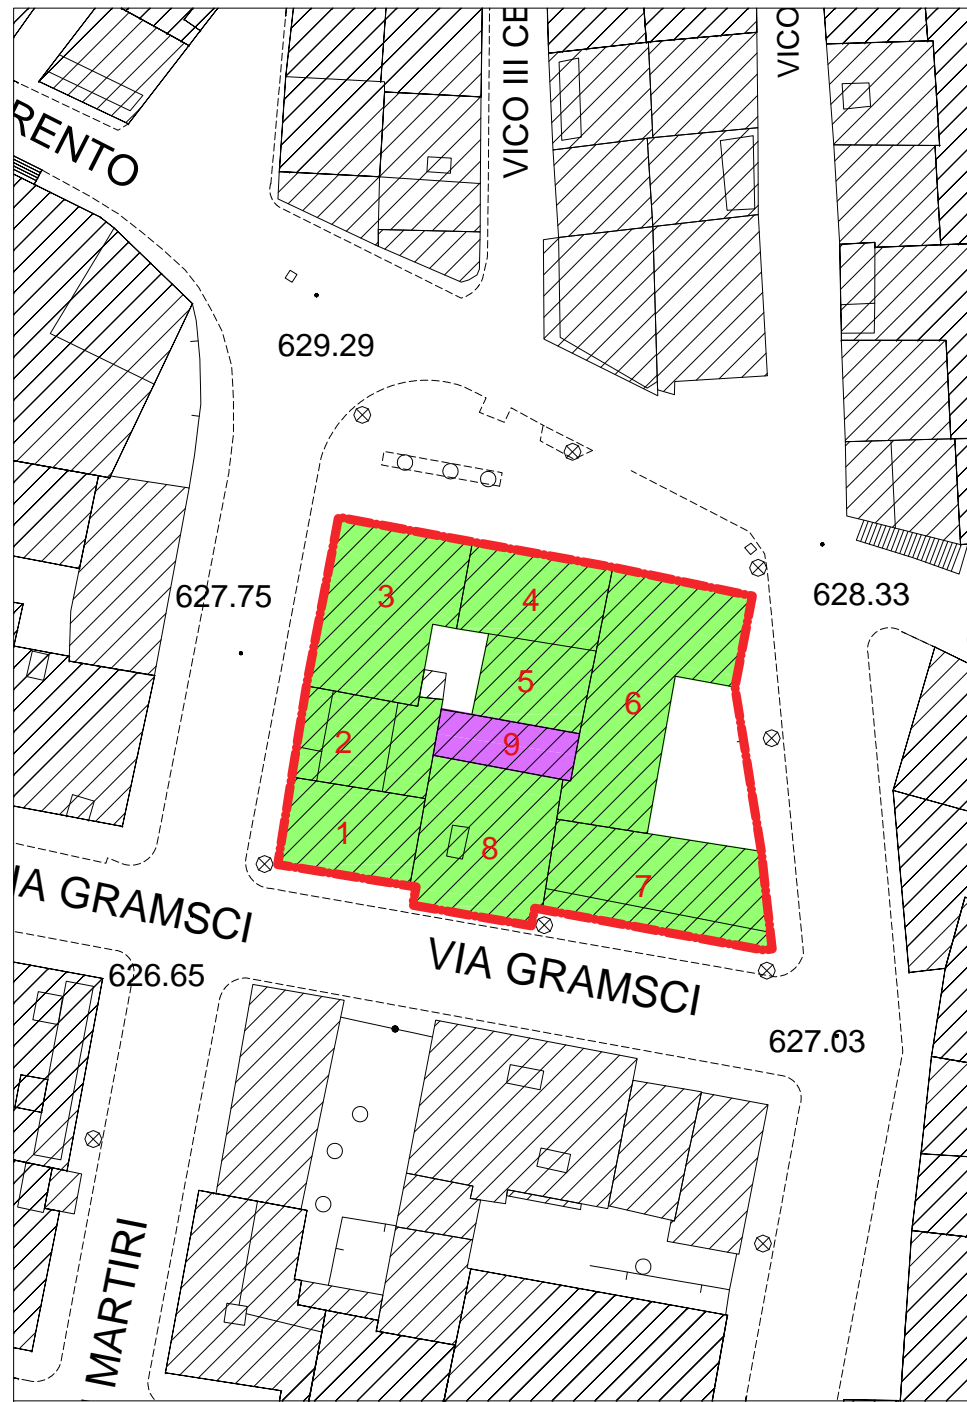 VICO III CE
VICO
RENTO
629.29
627.75
628.33
3
4
5
6
2
9
1
8
7
IA GRAMSCI
VIA GRAMSCI
626.65
627.03
MARTIRI